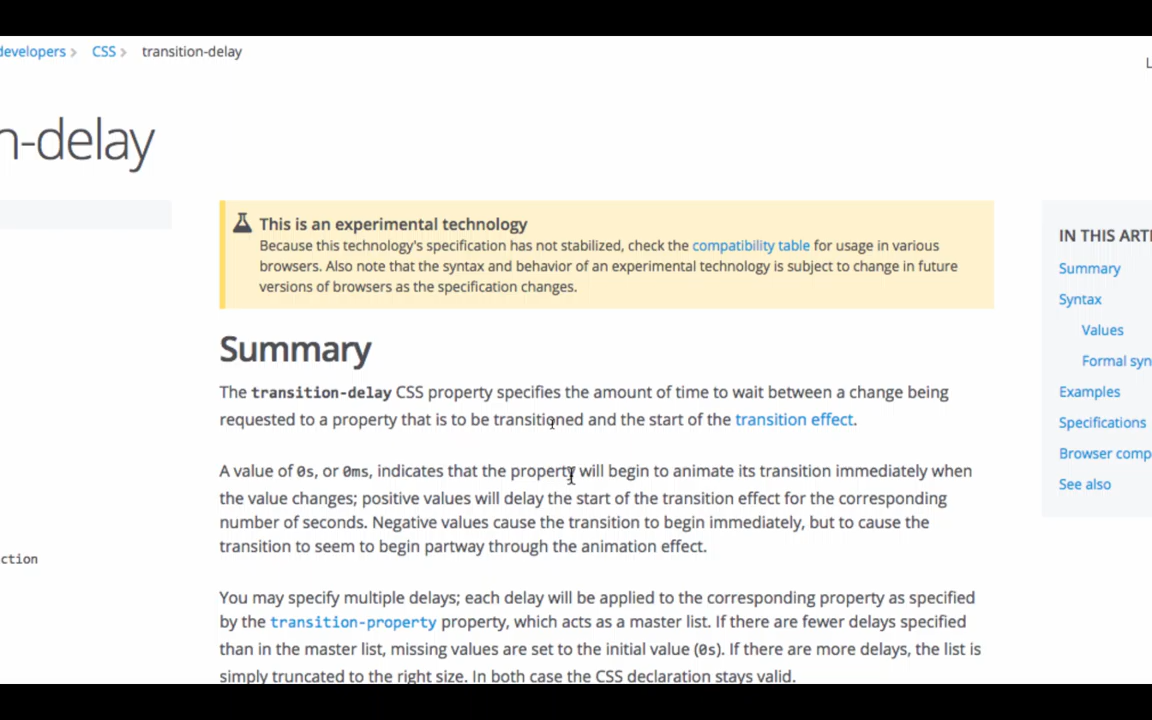 developers CSS transition-delay
L
n-delay
This is an experimental technology
Because this technology's specification has not stabilized, check the compatibility table for usage in various
browsers. Also note that the syntax and behavior of an experimental technology is subject to change in future
versions of browsers as the specification changes.
Summary
The transition-delay CSS property specifies the amount of time to wait between a change being
requested to a property that is to be transitioned and the start of the transition effect.
A value of 0s, or 0ms, indicates that the property will begin to animate its transition immediately when
the value changes; positive values will delay the start of the transition effect for the corresponding
number of seconds. Negative values cause the transition to begin immediately, but to cause the
transition to seem to begin partway through the animation effect.
You may specify multiple delays; each delay will be applied to the corresponding property as specified
by the transition-property property, which acts as a master list. If there are fewer delays specified
than in the master list, missing values are set to the initial value (0s). If there are more delays, the list is
simply truncated to the right size. In both case the CSS declaration stays valid.
ction
IN THIS ARTI
Summary
Syntax
Values
Formal syn
Examples
Specifications
Browser comp
See also